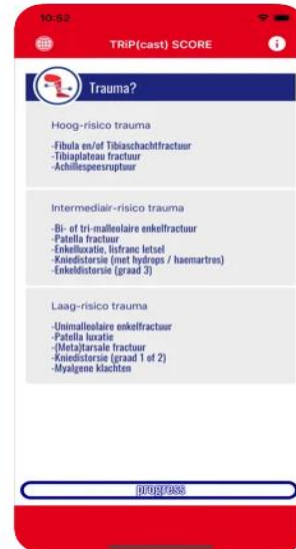 10:52
TRiP(cast) SCORE
Trauma?
Hoog-risico trauma
-Fibula en/of Tibiaschachtfractuur
-Tibiaplateau fractuur
-Achillespeesruptuur
Intermediair-risico trauma
-Bi- of tri-malleolaire enkelfractuur
-Patella fractuur
-Enkelluxatie, lisfranc letsel
-Kniedistorsie (met hydrops / haemartros)
-Enkeldistorsie (graad 3)
Laag-risico trauma
-Unimalleolaire enkelfractuur
-Patella luxatie
-(Meta)tarsale fractuur
-Kniedistorsie (graad 1 of 2)
-Myalgene klachten
progress